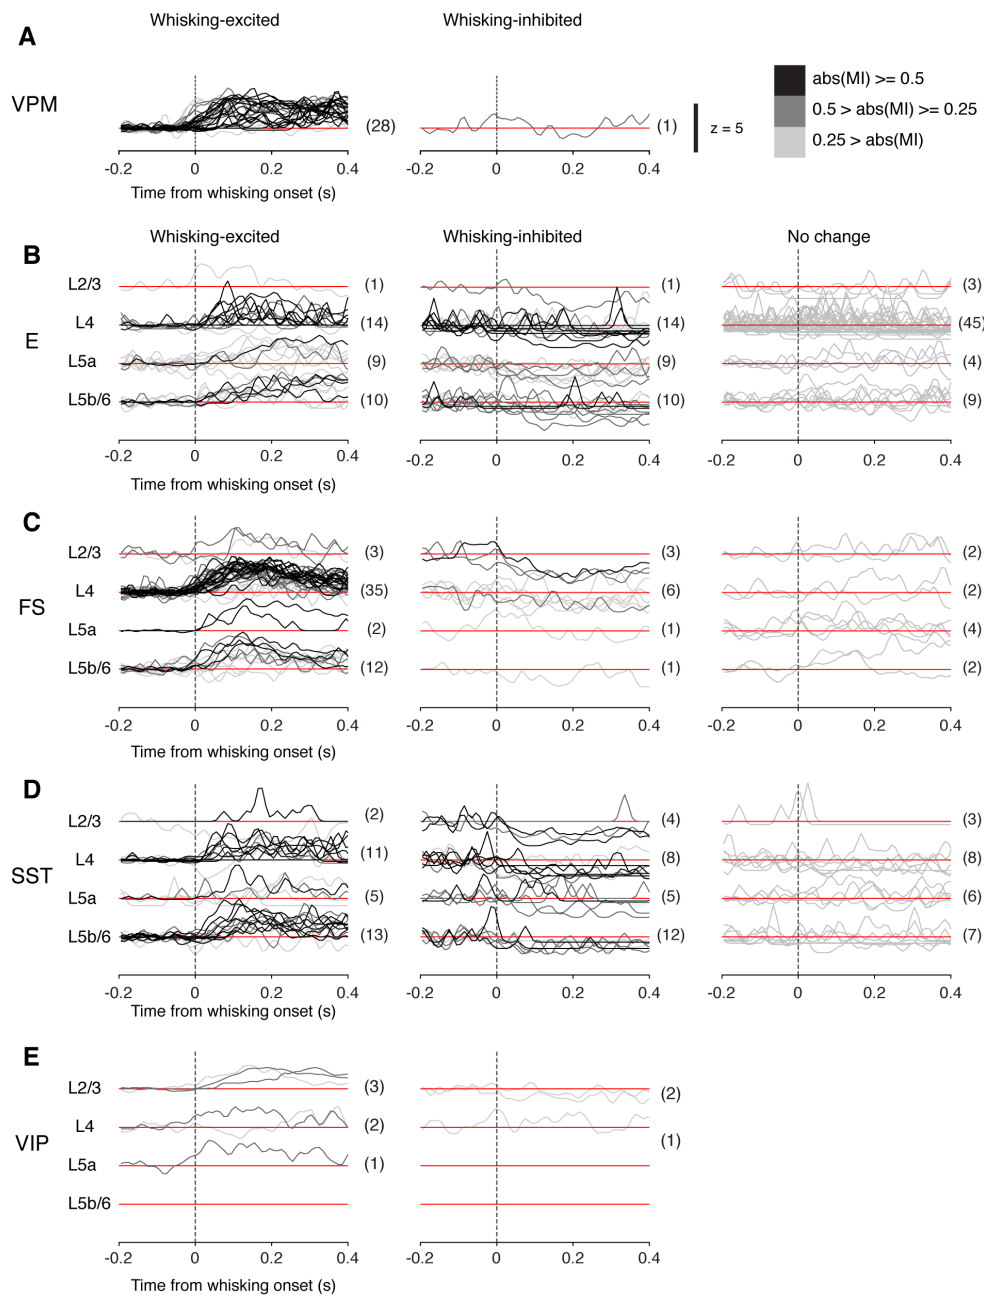 Whisking-excited Whisking-inhibited
A
VPM
(28) (1)
z = 5
abs(MI) >= 0.5
0.5 > abs(MI) >= 0.25
0.25 > abs(MI)
-0.2 0 0.2 0.4 -0.2 0 0.2 0.4
Time from whisking onset (s)
Whisking-excited Whisking-inhibited No change
B
E
L2/3 (1) (1) (3)
L4 (14) (14) (45)
L5a (9) (9) (4)
L5b/6 (10) (10) (9)
-0.2 0 0.2 0.4 -0.2 0 0.2 0.4 -0.2 0 0.2 0.4
Time from whisking onset (s)
C
FS
L2/3 (3) (3) (2)
L4 (35) (6) (2)
L5a (2) (1) (4)
L5b/6 (12) (1) (2)
-0.2 0 0.2 0.4 -0.2 0 0.2 0.4 -0.2 0 0.2 0.4
Time from whisking onset (s)
D
SST
L2/3 (2) (4) (3)
L4 (11) (8) (8)
L5a (5) (5) (6)
L5b/6 (13) (12) (7)
-0.2 0 0.2 0.4 -0.2 0 0.2 0.4 -0.2 0 0.2 0.4
Time from whisking onset (s)
E
VIP
L2/3 (3) (2)
L4 (2) (1)
L5a (1)
L5b/6
-0.2 0 0.2 0.4 -0.2 0 0.2 0.4
Time from whisking onset (s)